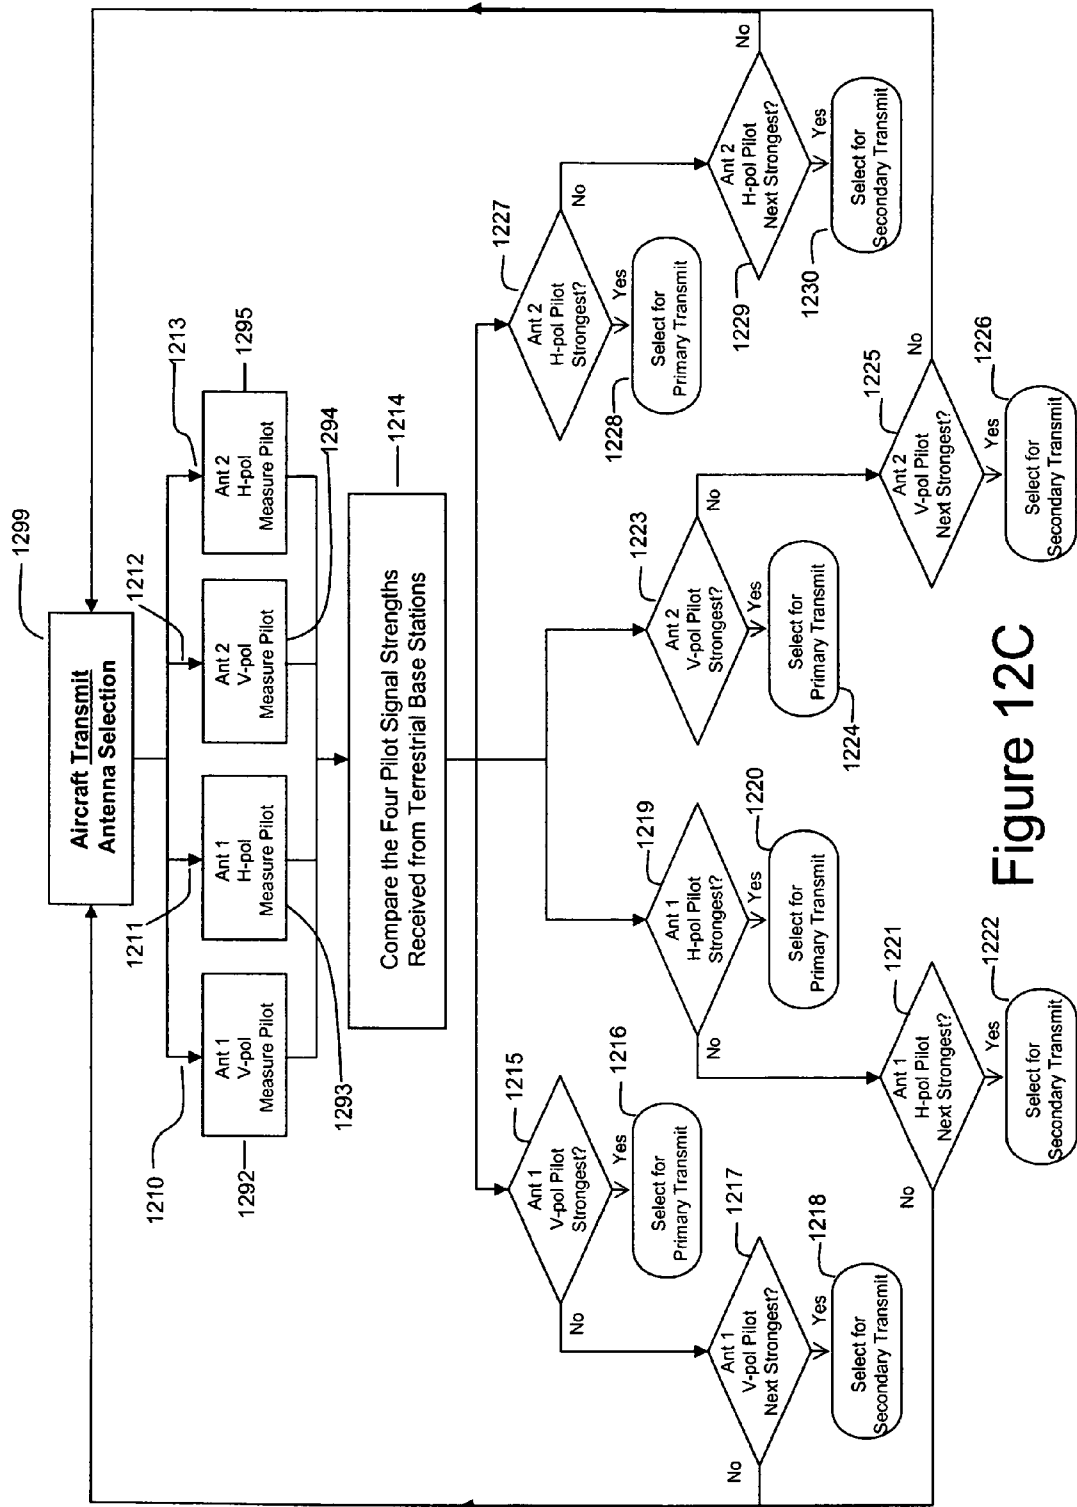 1299
Aircraft Transmit
Antenna Selection
1210
1211
1212
1213
Ant 1
V-pol
Measure Pilot
Ant 1
H-pol
Measure Pilot
Ant 2
V-pol
Measure Pilot
Ant 2
H-pol
Measure Pilot
1292
1293
1294
1295
Compare the Four Pilot Signal Strengths
Received from Terrestrial Base Stations
1214
Ant 1
V-pol Pilot
Strongest?
1215
No
Yes
Select for
Primary Transmit
1216
Ant 1
V-pol Pilot
Next Strongest?
1217
No
Yes
Select for
Secondary Transmit
1218
Ant 1
H-pol Pilot
Strongest?
1219
No
Yes
Select for
Primary Transmit
1220
Ant 1
H-pol Pilot
Next Strongest?
1221
No
Yes
Select for
Secondary Transmit
1222
Ant 2
V-pol Pilot
Strongest?
1223
No
Yes
Select for
Primary Transmit
1224
Ant 2
V-pol Pilot
Next Strongest?
1225
No
Yes
Select for
Secondary Transmit
1226
Ant 2
H-pol Pilot
Strongest?
1227
No
Yes
Select for
Primary Transmit
1228
Ant 2
H-pol Pilot
Next Strongest?
1229
No
Yes
Select for
Secondary Transmit
1230
Figure 12C